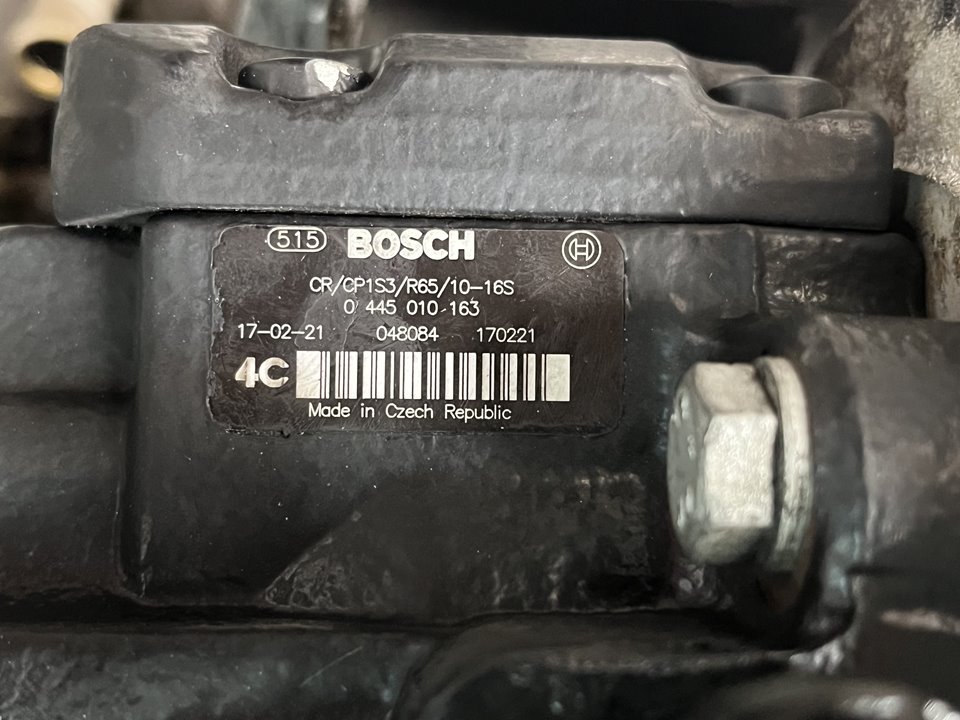 515 BOSCH
CR/CP1S3/R65/10-16S
0 445 010 163
17-02-21 048084 170221
4C
Made in Czech Republic